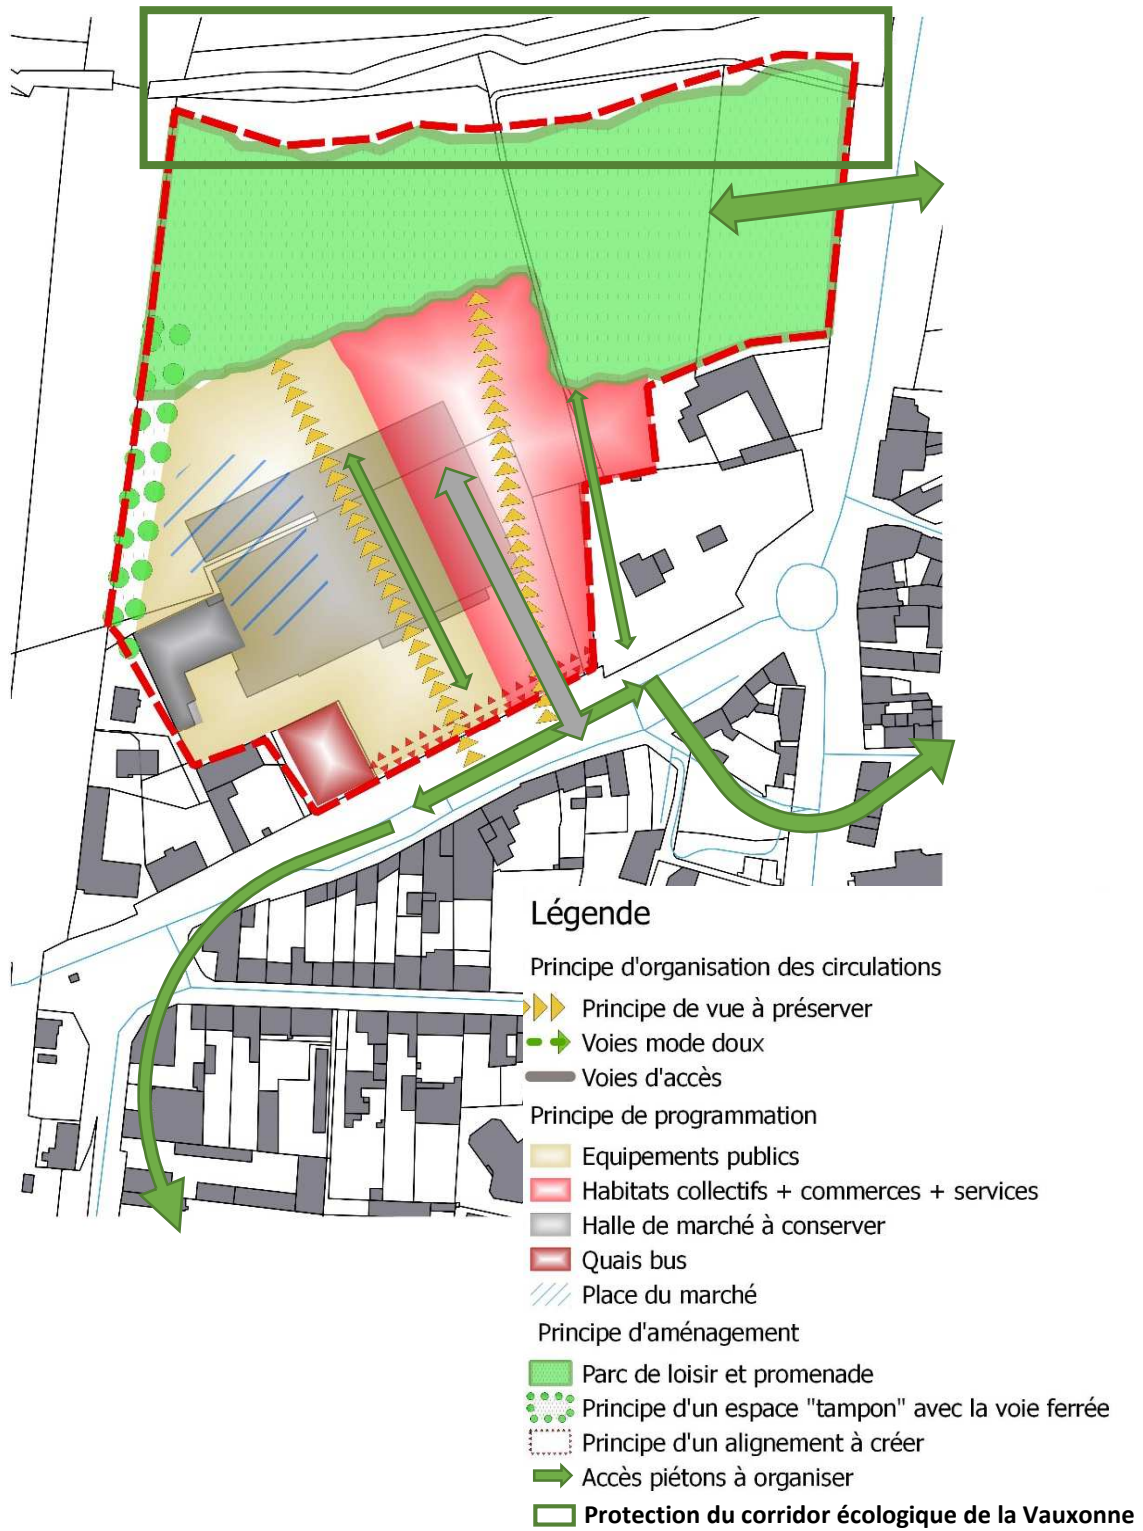 Légende
Principe d'organisation des circulations
Principe de vue à préserver
Voies mode doux
Voies d'accès
Principe de programmation
Equipements publics
Habitats collectifs + commerces + services
Halle de marché à conserver
Quais bus
Place du marché
Principe d'aménagement
Parc de loisir et promenade
Principe d'un espace "tampon" avec la voie ferrée
Principe d'un alignement à créer
Accès piétons à organiser
Protection du corridor écologique de la Vauxonne